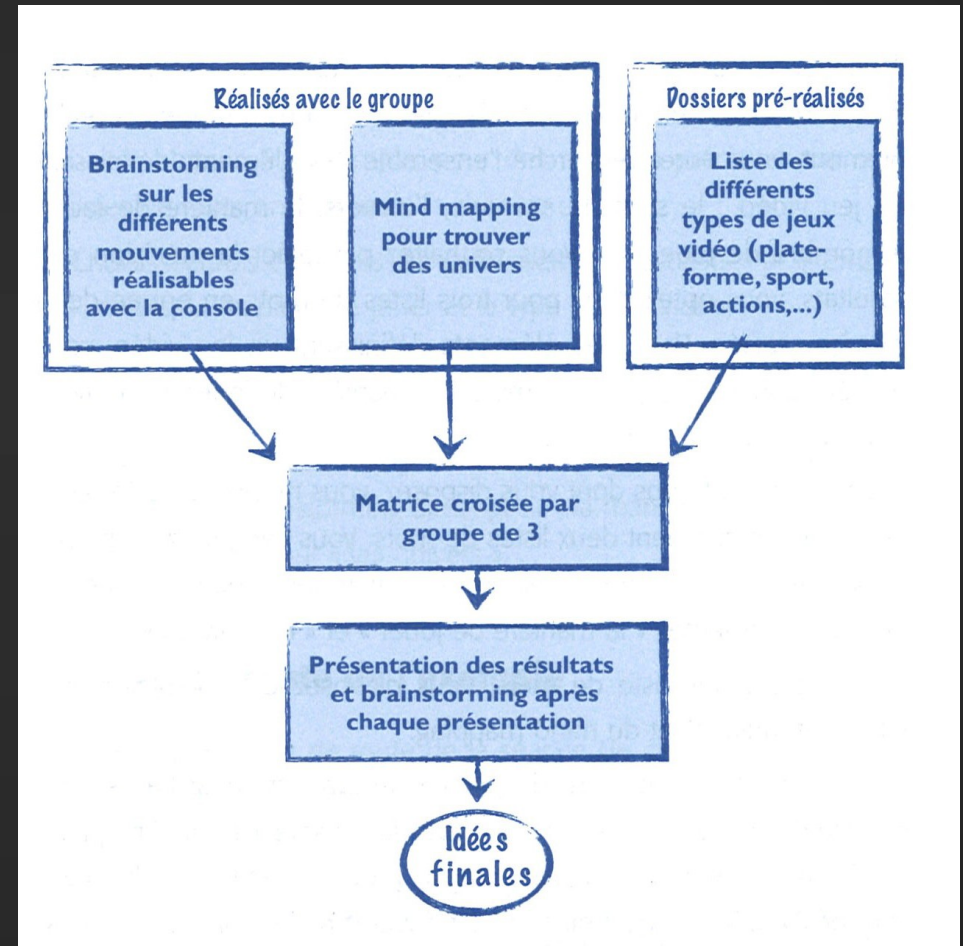 Réalisés avec le groupe
Brainstorming
sur les
différents
mouvements
réalisables
avec la console
Mind mapping
pour trouver
des univers
Dossiers pré-réalisés
Liste des
différents
types de jeux
vidéo (plate-
forme, sport,
actions,...)
Matrice croisée par
groupe de 3
Présentation des résultats
et brainstorming après
chaque présentation
Idées
finales